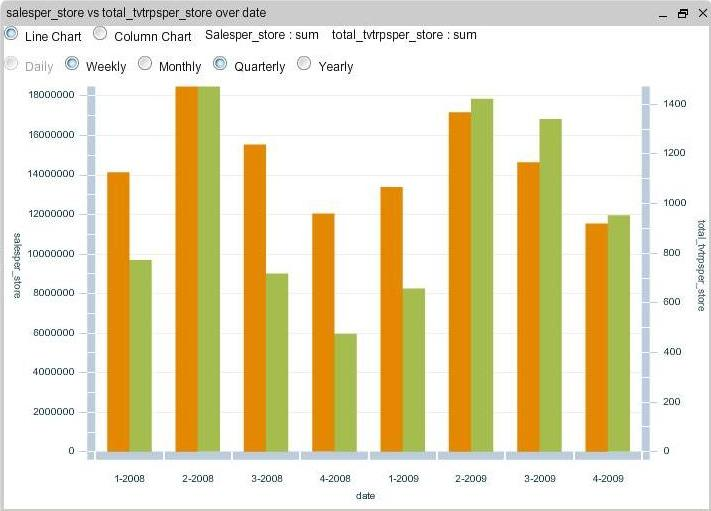 salesper_store vs total_tvtrpsper_store over date
Line Chart Column Chart Salesper_store : sum total_tvtrpsper_store : sum
Daily Weekly Monthly Quarterly Yearly
18000000
16000000
14000000
12000000
10000000
8000000
6000000
4000000
2000000
0
salesper_store
1400
1200
1000
800
600
400
200
0
total_tvtrpsper_store
1-2008 2-2008 3-2008 4-2008 1-2009 2-2009 3-2009 4-2009
date